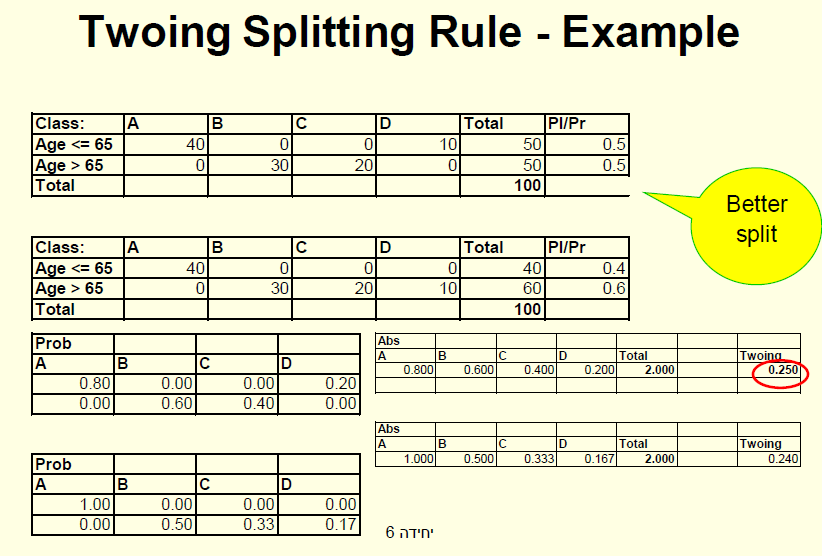 Twoing Splitting Rule - Example
Class: A B C D Total Pl/Pr
Age <= 65 40 0 0 10 50 0.5
Age > 65 0 30 20 0 50 0.5
Total 100
Better
split
Class: A B C D Total Pl/Pr
Age <= 65 40 0 0 0 40 0.4
Age > 65 0 30 20 10 60 0.6
Total 100
Prob
A B C D
0.80 0.00 0.00 0.20
0.00 0.60 0.40 0.00
Abs
A B C D Total Twoing
0.800 0.600 0.400 0.200 2.000 0.250
Abs
A B C D Total Twoing
1.000 0.500 0.333 0.167 2.000 0.240
Prob
A B C D
1.00 0.00 0.00 0.00
0.00 0.50 0.33 0.17
יחידה 6